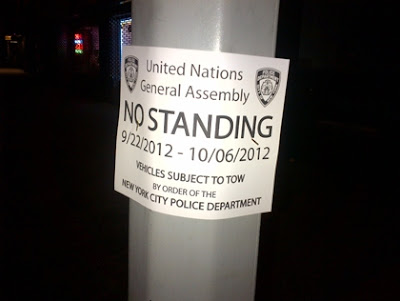 United Nations
General Assembly
NO STANDING
9/22/2012 - 10/06/2012
VEHICLES SUBJECT TO TOW
BY ORDER OF THE
NEW YORK CITY POLICE DEPARTMENT